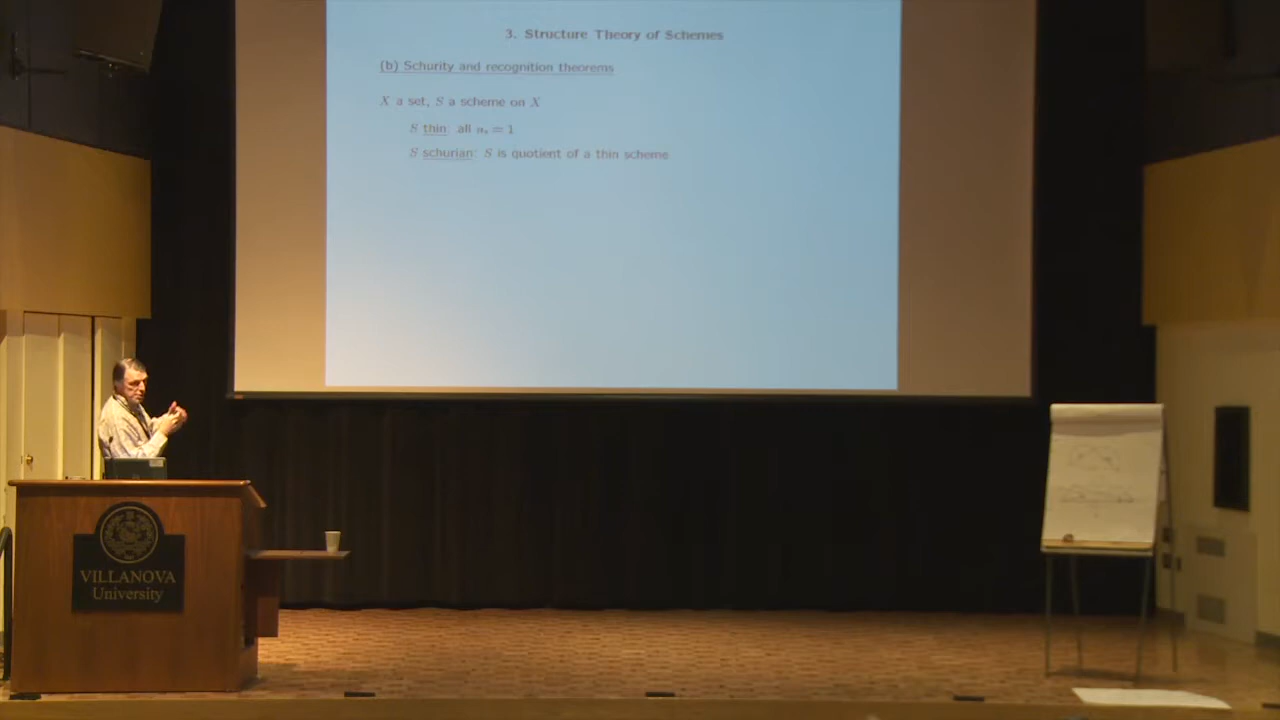 3. Structure Theory of Schemes
(b) Schurity and recognition theorems
X a set, S a scheme on X
S thin: all nₛ = 1
S schurian: S is quotient of a thin scheme
VILLANOVA
University